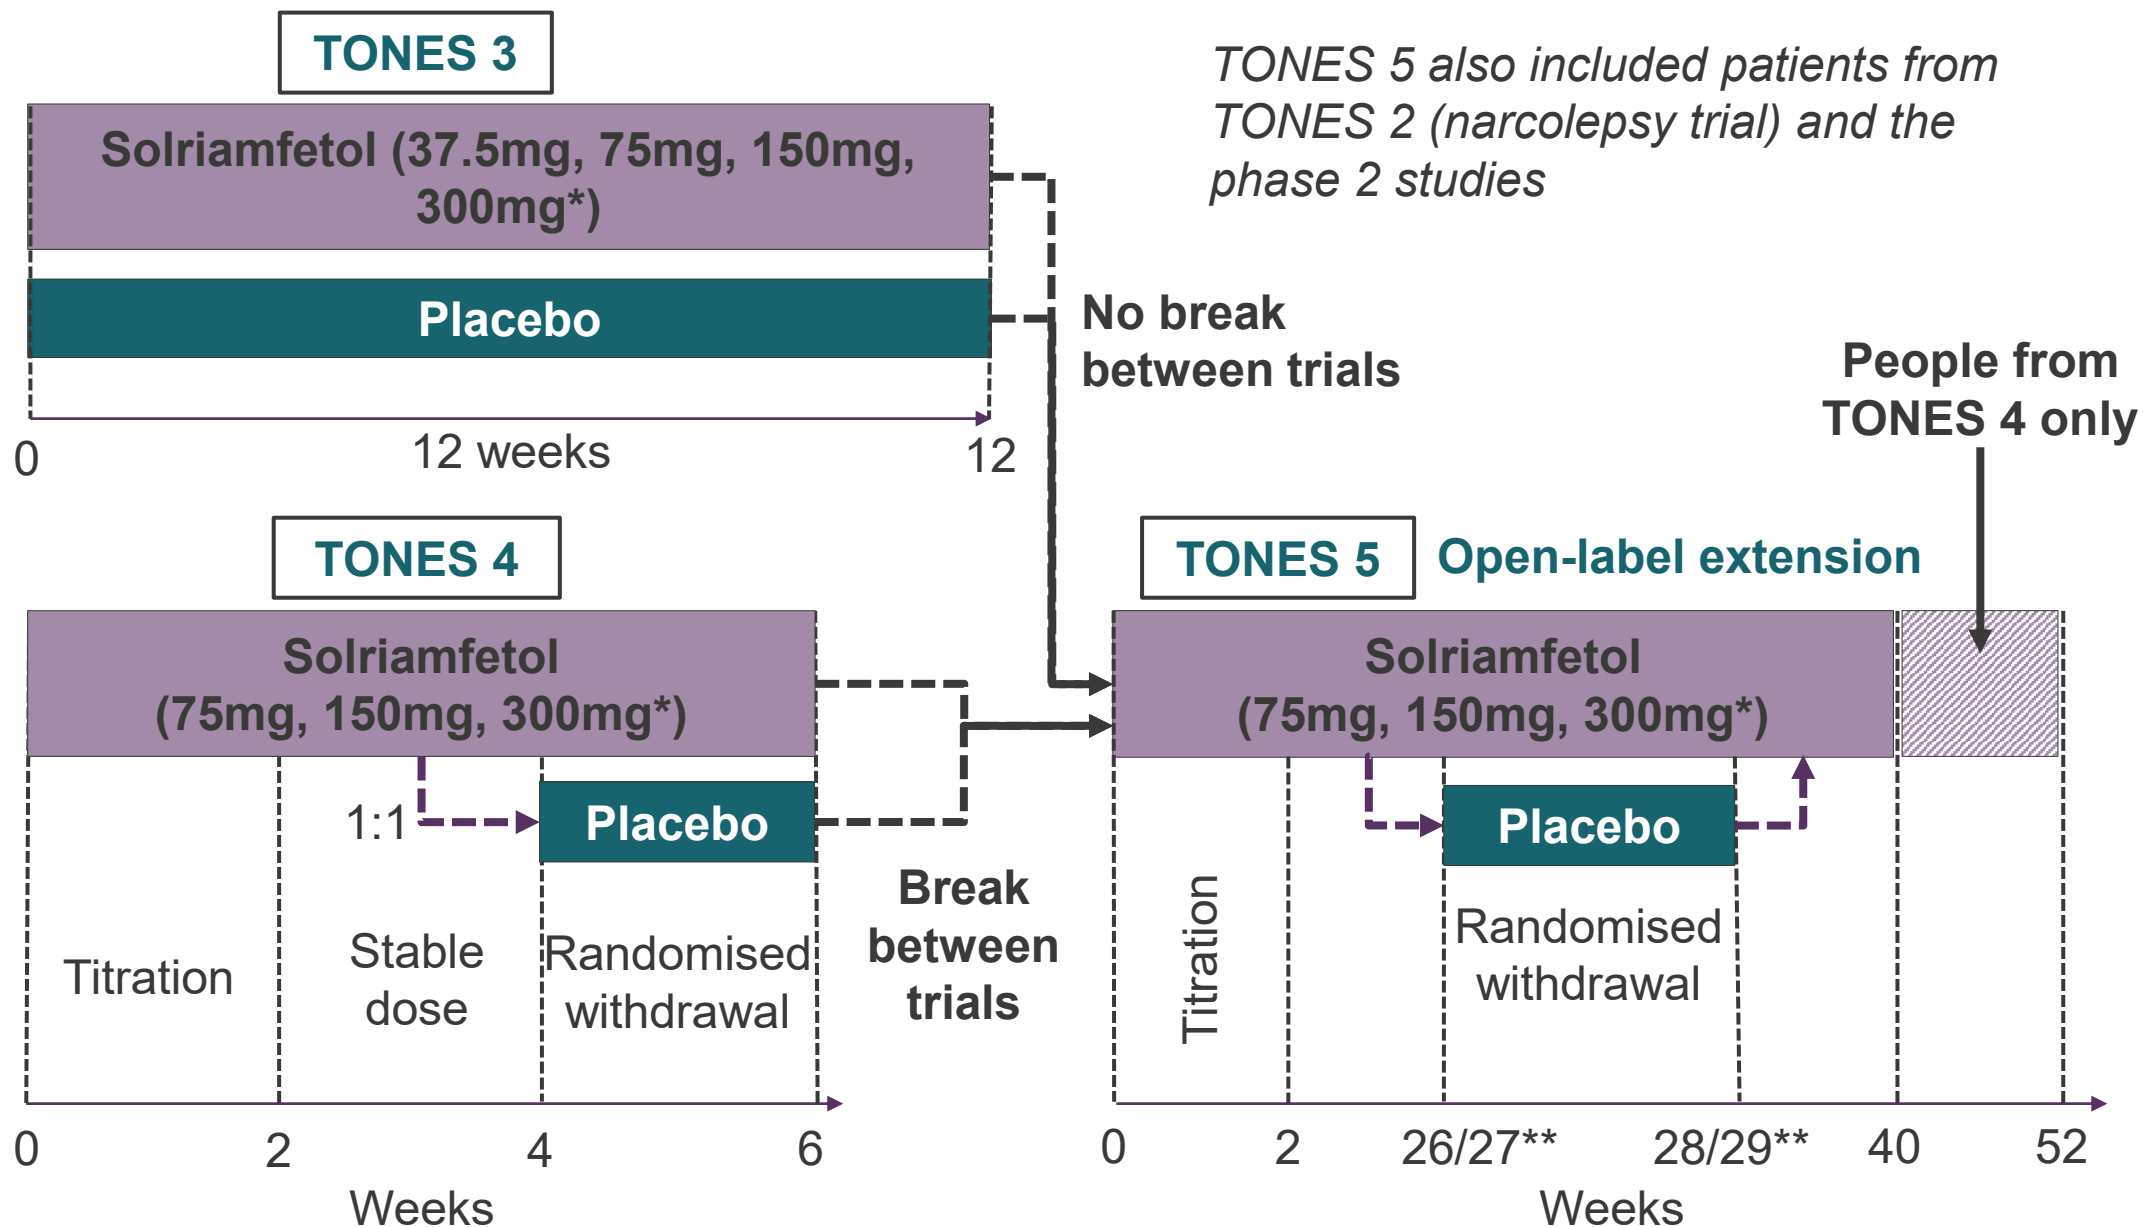 TONES 3
Solriamfetol (37.5mg, 75mg, 150mg,
300mg*)
Placebo
0
12 weeks
12
TONES 5 also included patients from
TONES 2 (narcolepsy trial) and the
phase 2 studies
No break
between trials
People from
TONES 4 only
TONES 4
Solriamfetol
(75mg, 150mg, 300mg*)
1:1
Placebo
Titration
Stable
dose
Randomised
withdrawal
0
2
4
6
Weeks
Break
between
trials
TONES 5
Open-label extension
Solriamfetol
(75mg, 150mg, 300mg*)
Placebo
Titration
Randomised
withdrawal
0
2
26/27**
28/29**
40
52
Weeks